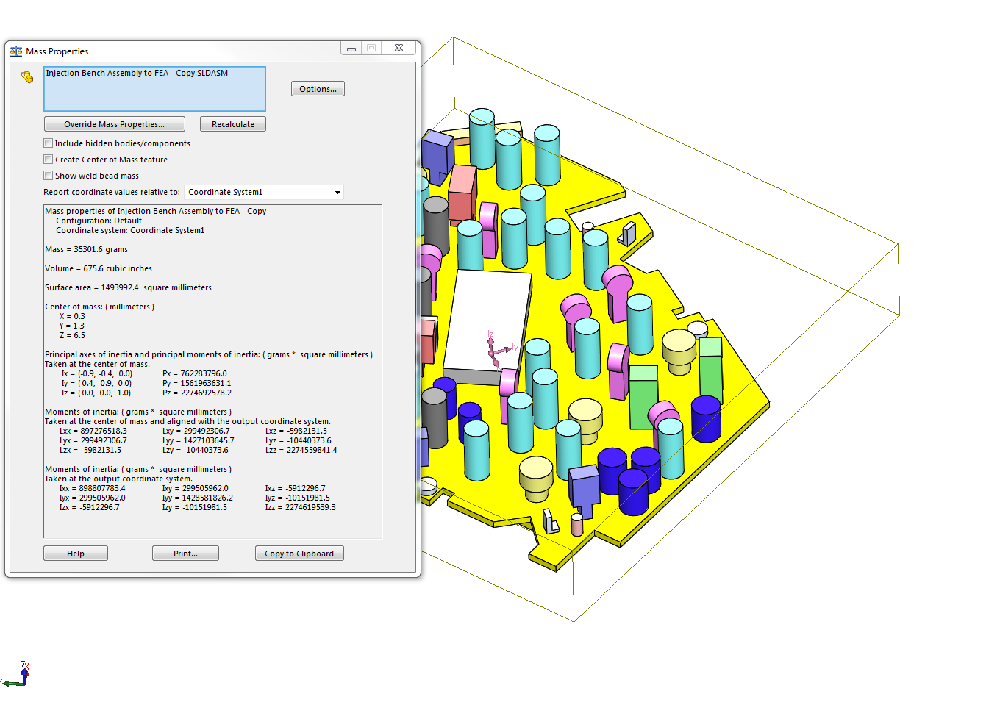 Mass Properties
Injection Bench Assembly to FEA - Copy.SLDASM
Options...
Override Mass Properties...
Recalculate
Include hidden bodies/components
Create Center of Mass feature
Show weld bead mass
Report coordinate values relative to: Coordinate System1
Mass properties of Injection Bench Assembly to FEA - Copy
Configuration: Default
Coordinate system: Coordinate System1
Mass = 35301.6 grams
Volume = 675.6 cubic inches
Surface area = 1493992.4 square millimeters
Center of mass: ( millimeters )
X = 0.3
Y = 1.3
Z = 6.5
Principal axes of inertia and principal moments of inertia: ( grams * square millimeters )
Taken at the center of mass.
Ix = (-0.9, -0.4, 0.0) Px = 762283796.0
Iy = ( 0.4, -0.9, 0.0) Py = 1561963631.1
Iz = ( 0.0, 0.0, 1.0) Pz = 2274692578.2
Moments of inertia: ( grams * square millimeters )
Taken at the center of mass and aligned with the output coordinate system.
Lxx = 897276518.3 Lxy = 299492306.7 Lxz = -5982131.5
Lyx = 299492306.7 Lyy = 1427103645.7 Lyz = -10440373.6
Lzx = -5982131.5 Lzy = -10440373.6 Lzz = 2274559841.4
Moments of inertia: ( grams * square millimeters )
Taken at the output coordinate system.
Ixx = 898807783.4 Ixy = 299505962.0 Ixz = -5912296.7
Iyx = 299505962.0 Iyy = 1428581826.2 Iyz = -10151981.5
Izx = -5912296.7 Izy = -10151981.5 Izz = 2274619539.3
Help
Print...
Copy to Clipboard
Iz
Iy
Z
X